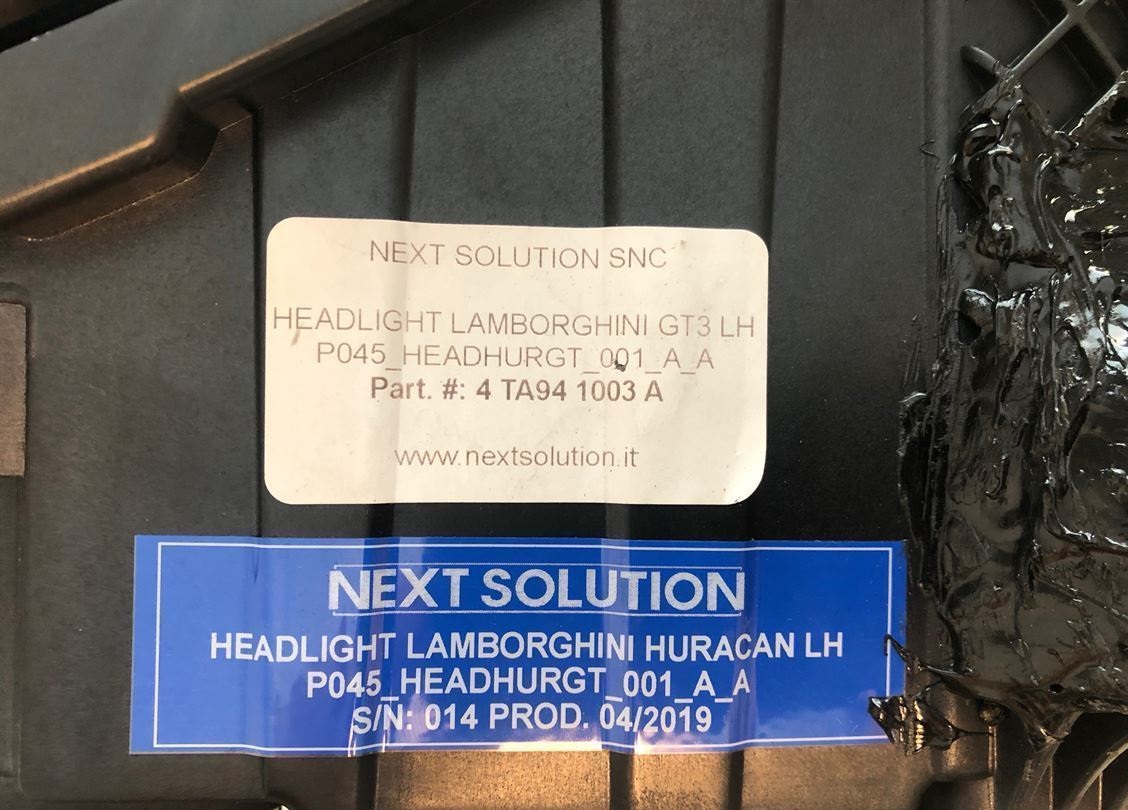 NEXT SOLUTION SNC
HEADLIGHT LAMBORGHINI GT3 LH
P045_HEADHURGT_001_A_A
Part. #: 4 TA94 1003 A
www.nextsolution.it
NEXT SOLUTION
HEADLIGHT LAMBORGHINI HURACAN LH
P045_HEADHURGT_001_A_A
S/N: 014 PROD. 04/2019